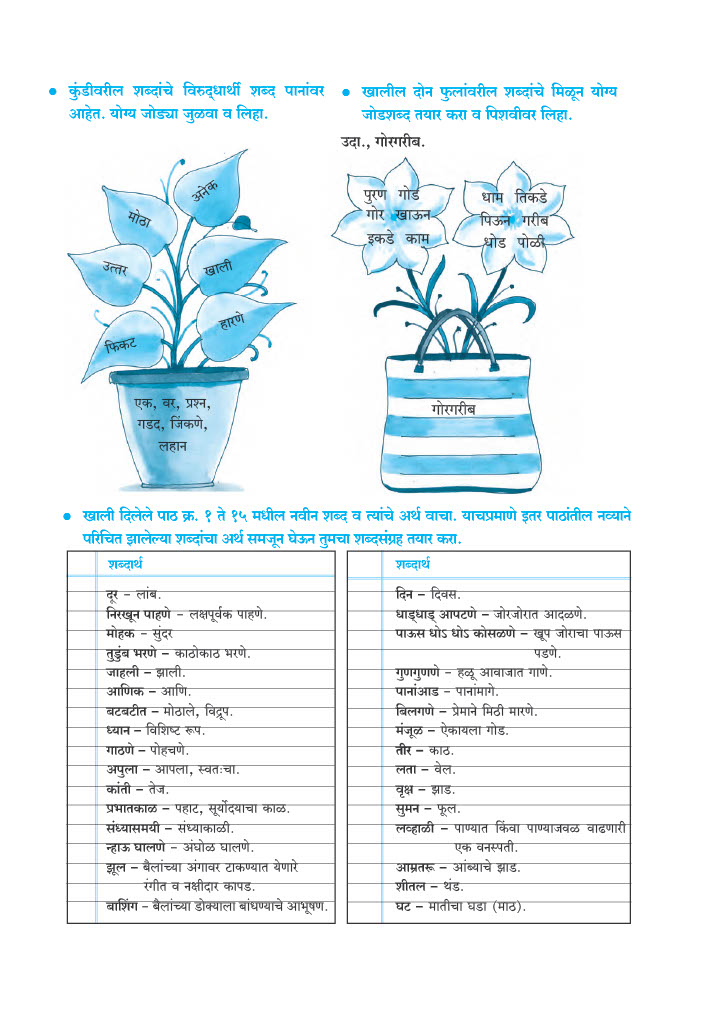 • कुंडीवरील शब्दांचे विरुद्धार्थी शब्द पानांवर
आहेत. योग्य जोड्या जुळवा व लिहा.
अनेक
मोठा
उत्तर
खाली
हारणे
फिकट
एक, वर, प्रश्न,
गडद, जिंकणे,
लहान
• खालील दोन फुलांवरील शब्दांचे मिळून योग्य
जोडशब्द तयार करा व पिशवीवर लिहा.
उदा., गोरगरीब.
पुरण गोड
गोर खाऊन
इकडे काम
धाम तिकडे
पिऊन गरीब
धोड पोळी
गोरगरीब
• खाली दिलेले पाठ क्र. १ ते १५ मधील नवीन शब्द व त्यांचे अर्थ वाचा. याचप्रमाणे इतर पाठांतील नव्याने
परिचित झालेल्या शब्दांचा अर्थ समजून घेऊन तुमचा शब्दसंग्रह तयार करा.
शब्दार्थ
दूर – लांब.
निरखून पाहणे – लक्षपूर्वक पाहणे.
मोहक - सुंदर
तुडुंब भरणे – काठोकाठ भरणे.
जाहली – झाली.
आणिक – आणि.
बटबटीत – मोठाले, विद्रूप.
ध्यान – विशिष्ट रूप.
गाठणे – पोहचणे.
अपुला – आपला, स्वतःचा.
कांती – तेज.
प्रभातकाळ – पहाट, सूर्योदयाचा काळ.
संध्यासमयी – संध्याकाळी.
न्हाऊ घालणे – अंघोळ घालणे.
झूल – बैलांच्या अंगावर टाकण्यात येणारे
रंगीत व नक्षीदार कापड.
बाशिंग – बैलांच्या डोक्याला बांधण्याचे आभूषण.
शब्दार्थ
दिन – दिवस.
धाड्धाड् आपटणे – जोरजोरात आदळणे.
पाऊस धोऽ धोऽ कोसळणे – खूप जोराचा पाऊस
पडणे.
गुणगुणणे – हळू आवाजात गाणे.
पानांआड – पानांमागे.
बिलगणे – प्रेमाने मिठी मारणे.
मंजूळ – ऐकायला गोड.
तीर – काठ.
लता – वेल.
वृक्ष – झाड.
सुमन – फूल.
लव्हाळी – पाण्यात किंवा पाण्याजवळ वाढणारी
एक वनस्पती.
आम्रतरू – आंब्याचे झाड.
शीतल – थंड.
घट – मातीचा घडा (माठ).